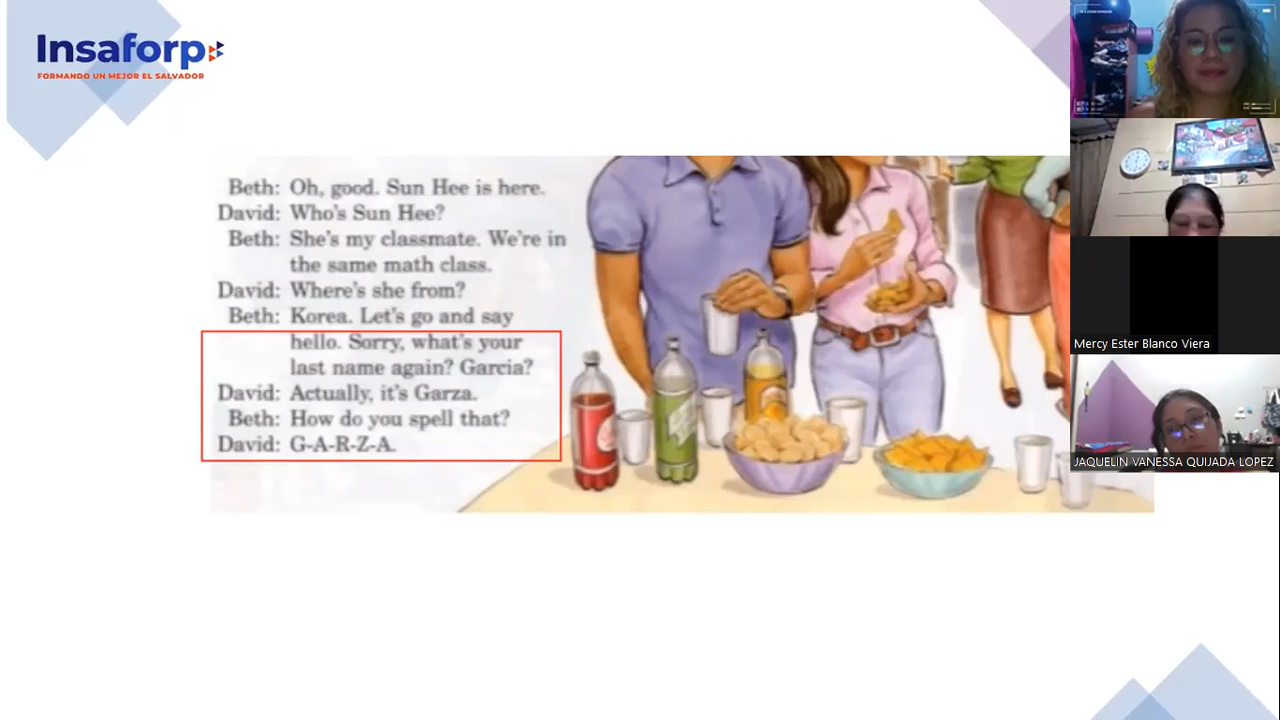 Insaforp
FORMANDO UN MEJOR EL SALVADOR
Beth: Oh, good. Sun Hee is here.
David: Who's Sun Hee?
Beth: She's my classmate. We're in
the same math class.
David: Where's she from?
Beth: Korea. Let's go and say
hello. Sorry, what's your
last name again? Garcia?
David: Actually, it's Garza.
Beth: How do you spell that?
David: G-A-R-Z-A.
Mercy Ester Blanco Viera
JAQUELIN VANESSA QUIJADA LOPEZ